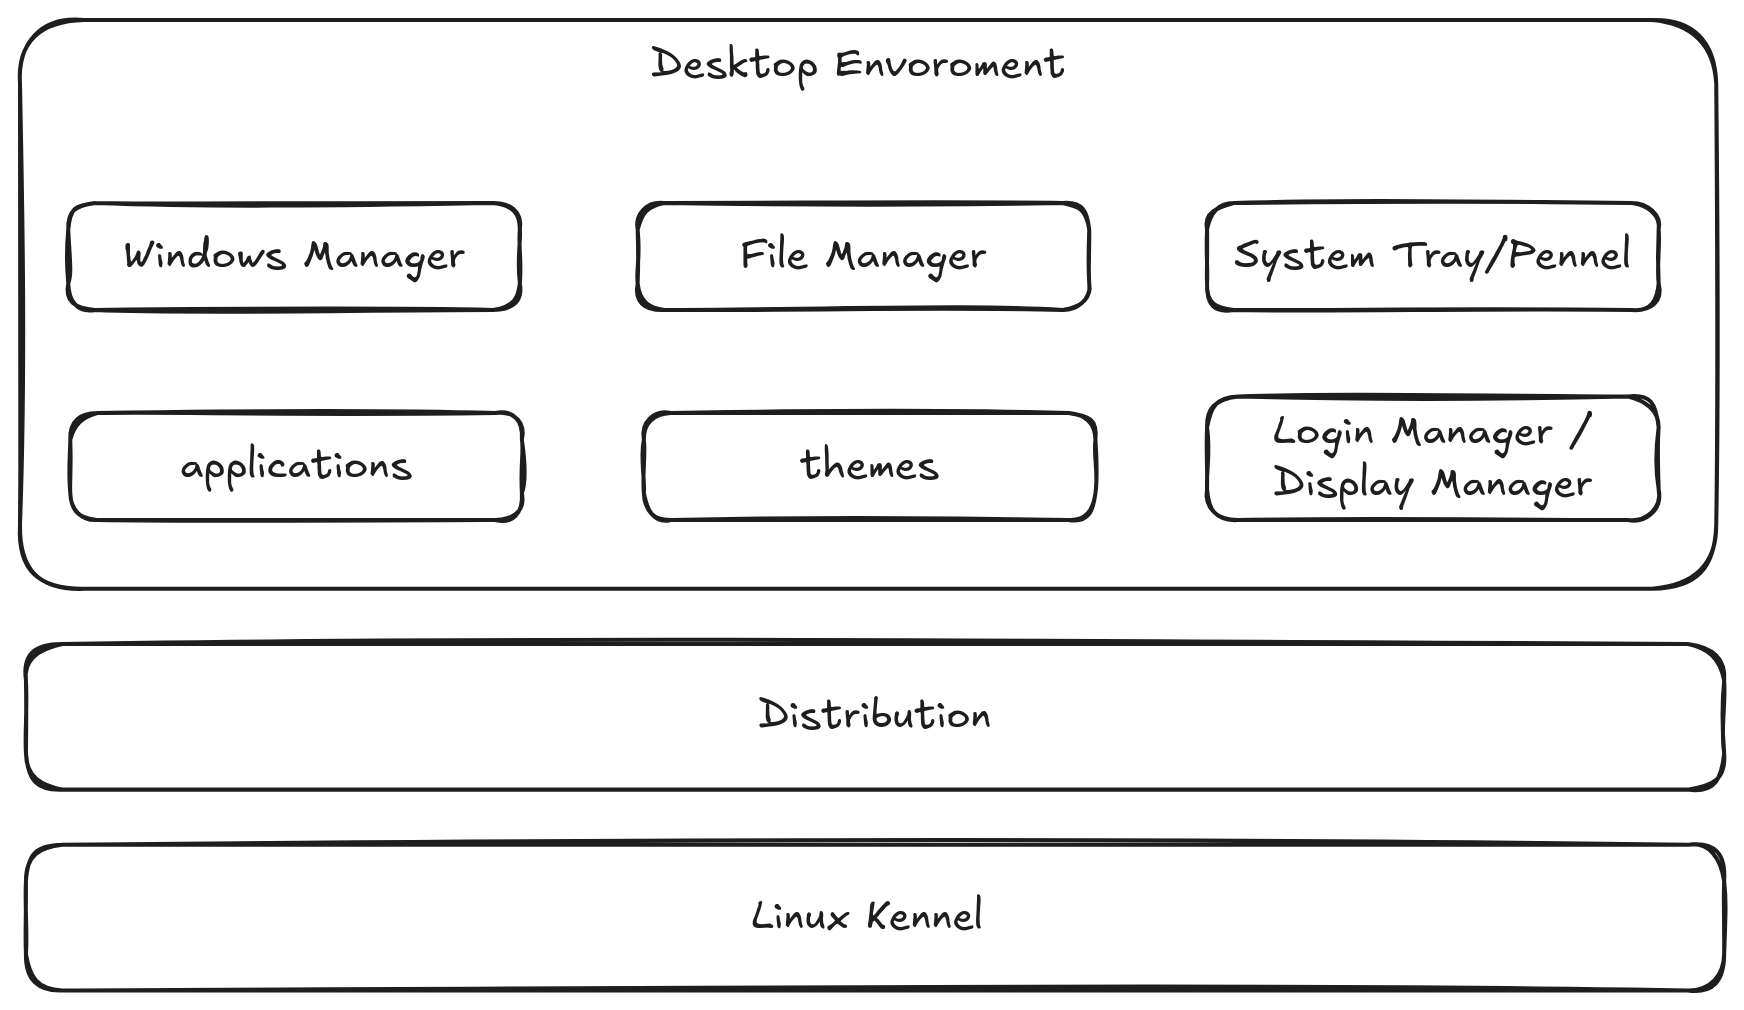 Desktop Envoroment
Windows Manager
File Manager
System Tray/Pennel
applications
themes
Login Manager /
Display Manager
Distribution
Linux Kennel